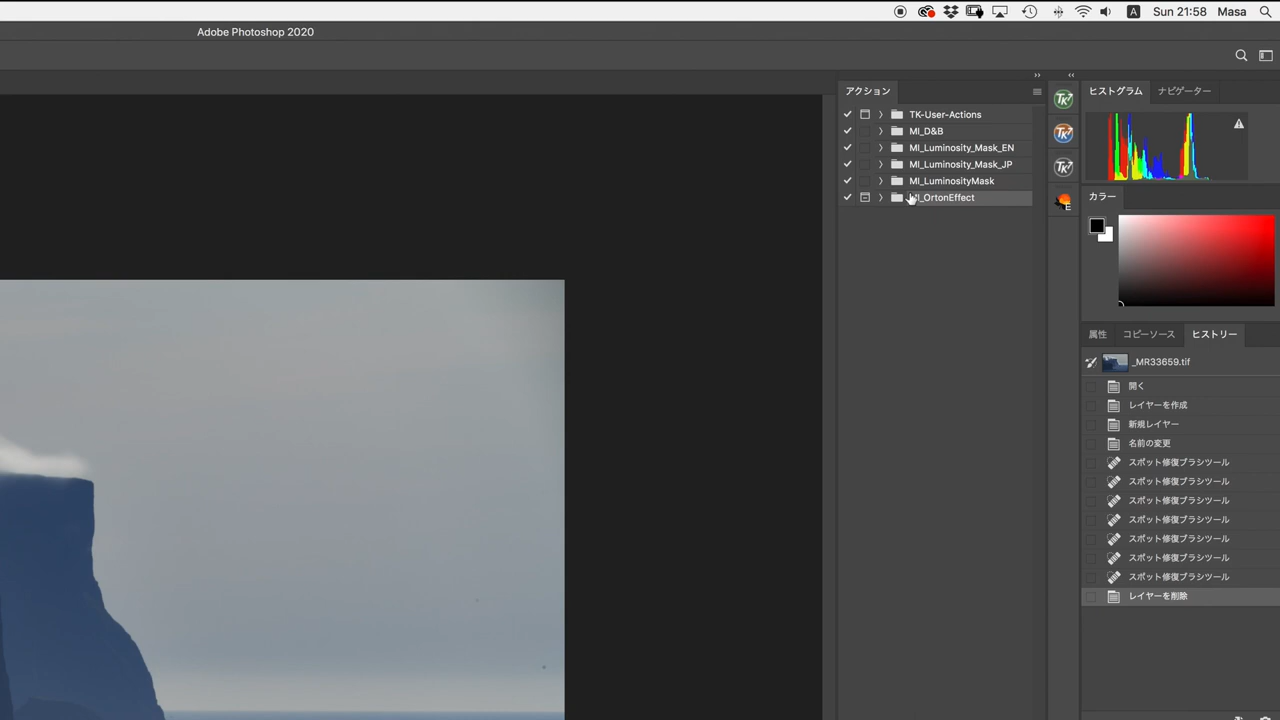 A
Sun 21:58
Masa
Adobe Photoshop 2020
アクション
TK-User-Actions
MI_D&B
MI_Luminosity_Mask_EN
MI_Luminosity_Mask_JP
MI_LuminosityMask
MI_OrtonEffect
TK7
TK7
TK7
E
ヒストグラム
ナビゲーター
カラー
属性
コピーソース
ヒストリー
_MR33659.tif
開く
レイヤーを作成
新規レイヤー
名前の変更
スポット修復ブラシツール
スポット修復ブラシツール
スポット修復ブラシツール
スポット修復ブラシツール
スポット修復ブラシツール
スポット修復ブラシツール
スポット修復ブラシツール
レイヤーを削除